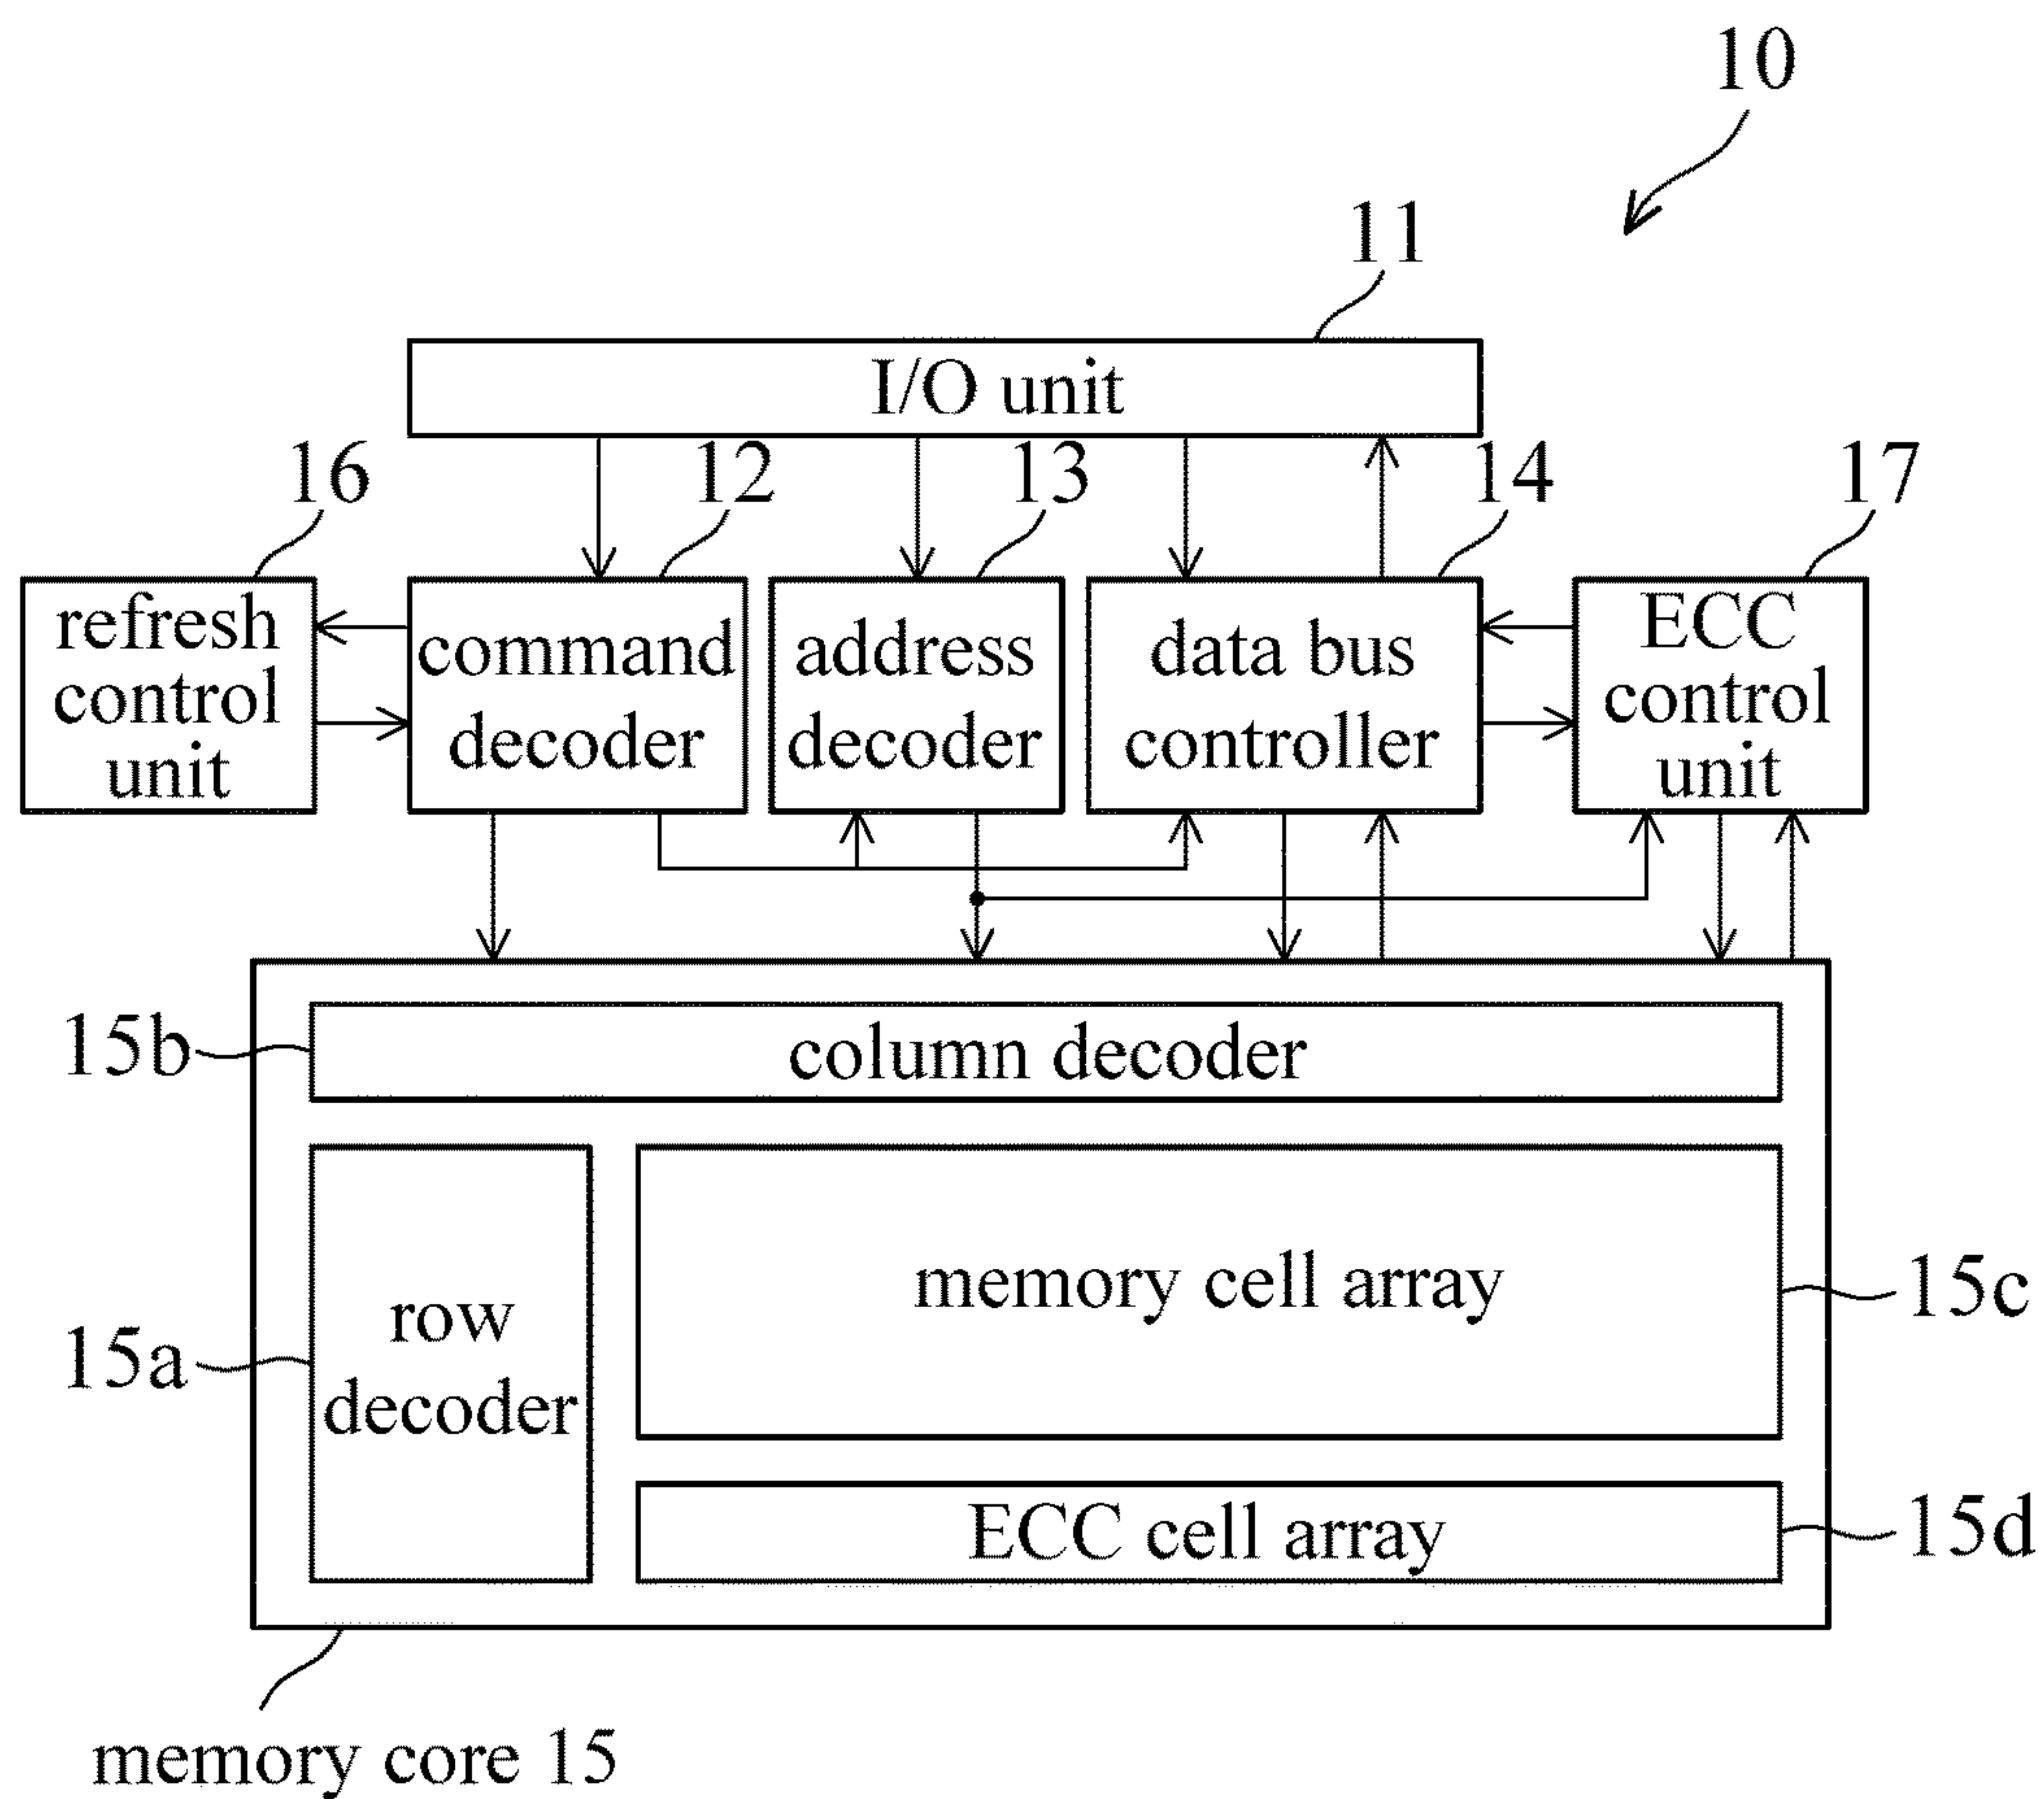 10
11
I/O unit
16
12
13
14
17
refresh
control
unit
command
decoder
address
decoder
data bus
controller
ECC
control
unit
15b
column decoder
15a
row
decoder
memory cell array
15c
ECC cell array
15d
memory core 15